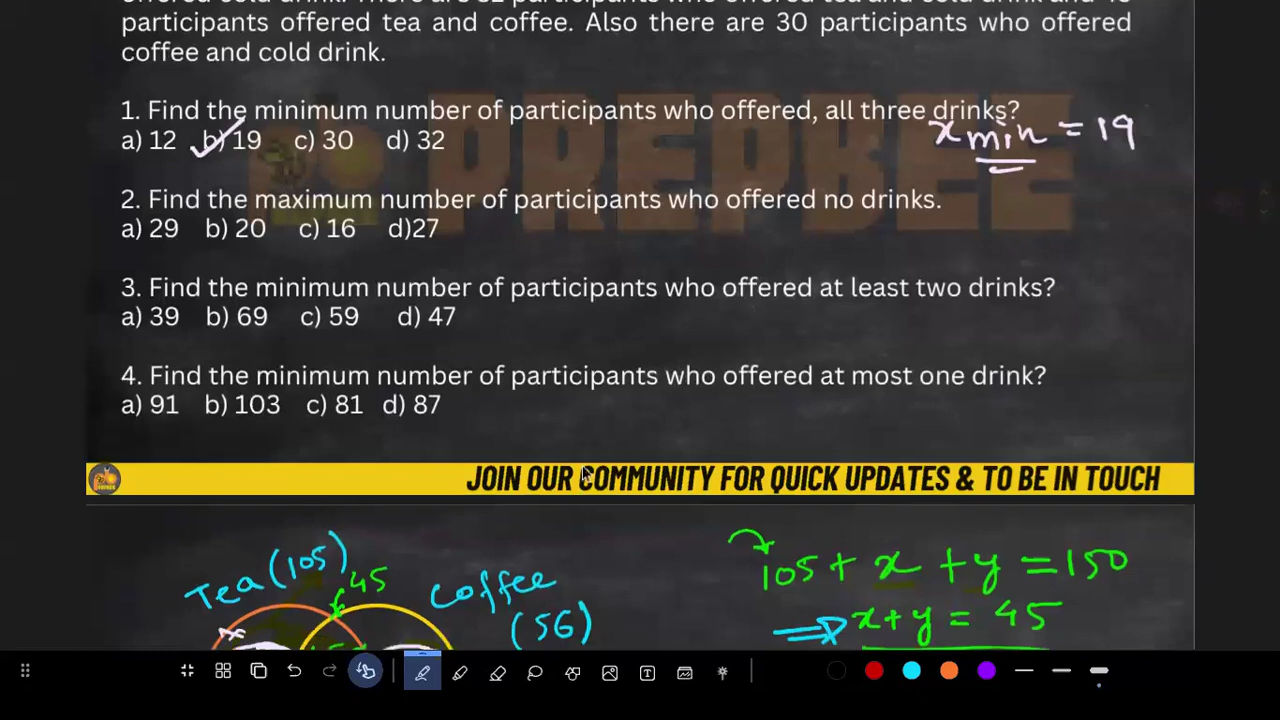 participants offered tea and coffee. Also there are 30 participants who offered
coffee and cold drink.
1. Find the minimum number of participants who offered, all three drinks?
a) 12 b) 19 c) 30 d) 32
x min = 19
2. Find the maximum number of participants who offered no drinks.
a) 29 b) 20 c) 16 d)27
3. Find the minimum number of participants who offered at least two drinks?
a) 39 b) 69 c) 59 d) 47
4. Find the minimum number of participants who offered at most one drink?
a) 91 b) 103 c) 81 d) 87
PREPBEE
JOIN OUR COMMUNITY FOR QUICK UPDATES & TO BE IN TOUCH
Tea (105)
45
coffee
(56)
105 + x + y = 150
x + y = 45